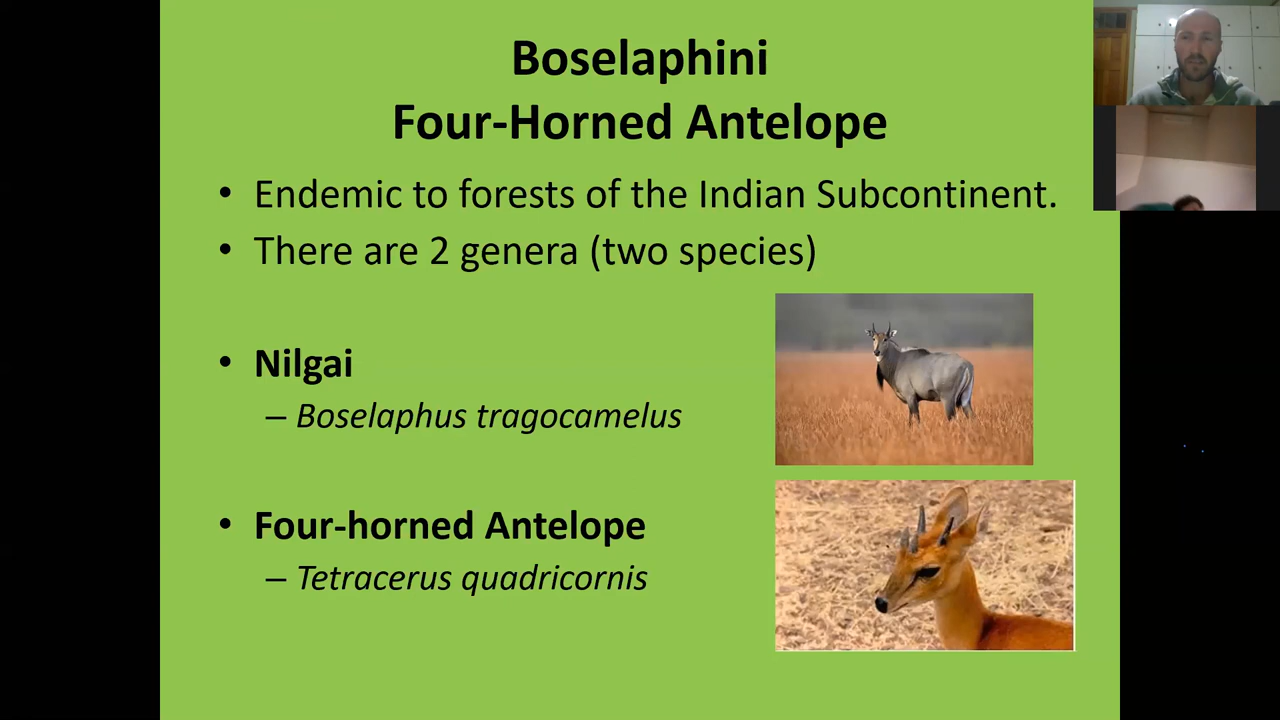 Boselaphini
Four-Horned Antelope
• Endemic to forests of the Indian Subcontinent.
• There are 2 genera (two species)
• Nilgai
– Boselaphus tragocamelus
• Four-horned Antelope
– Tetracerus quadricornis